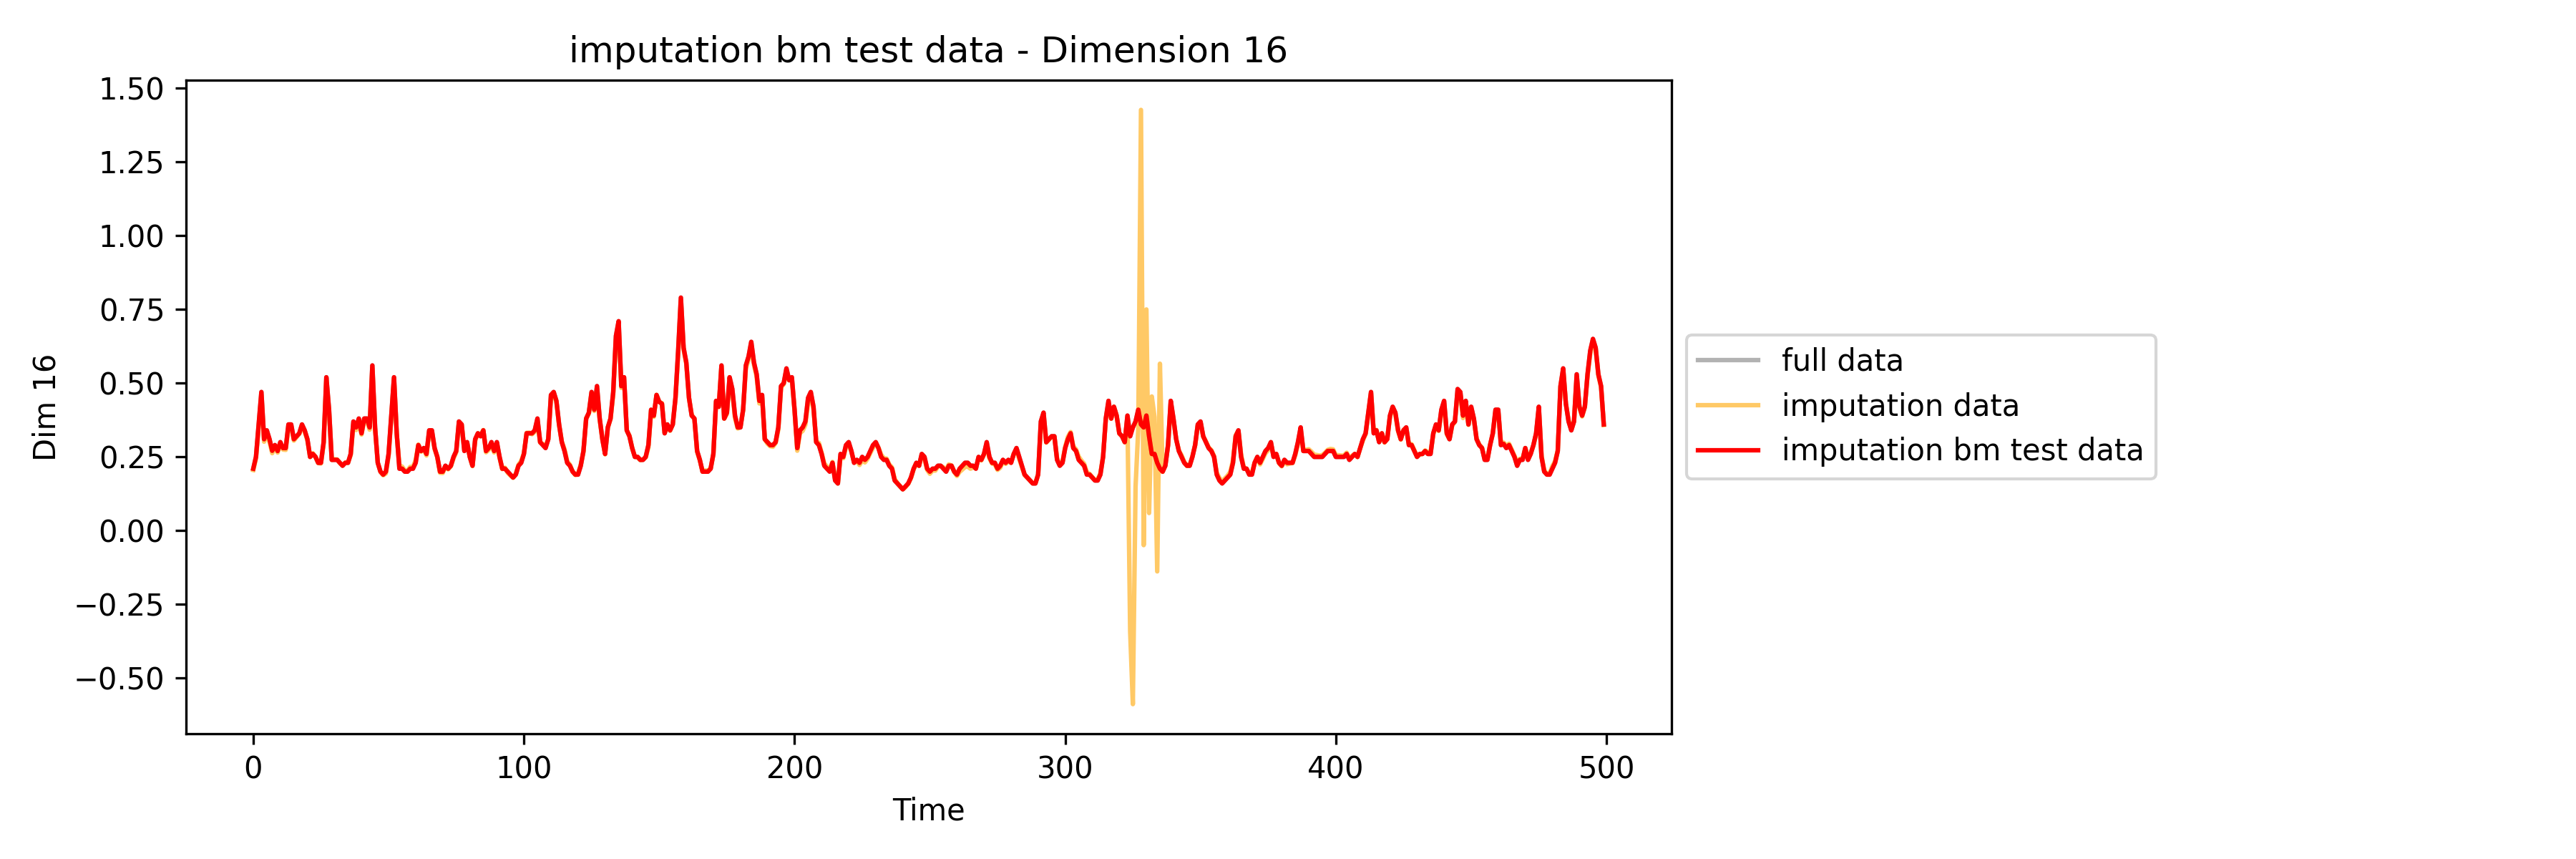 imputation bm test data - Dimension 16
1.50
1.25
1.00
0.75
0.50
0.25
0.00
−0.25
−0.50
Dim 16
0 100 200 300 400 500
Time
full data
imputation data
imputation bm test data